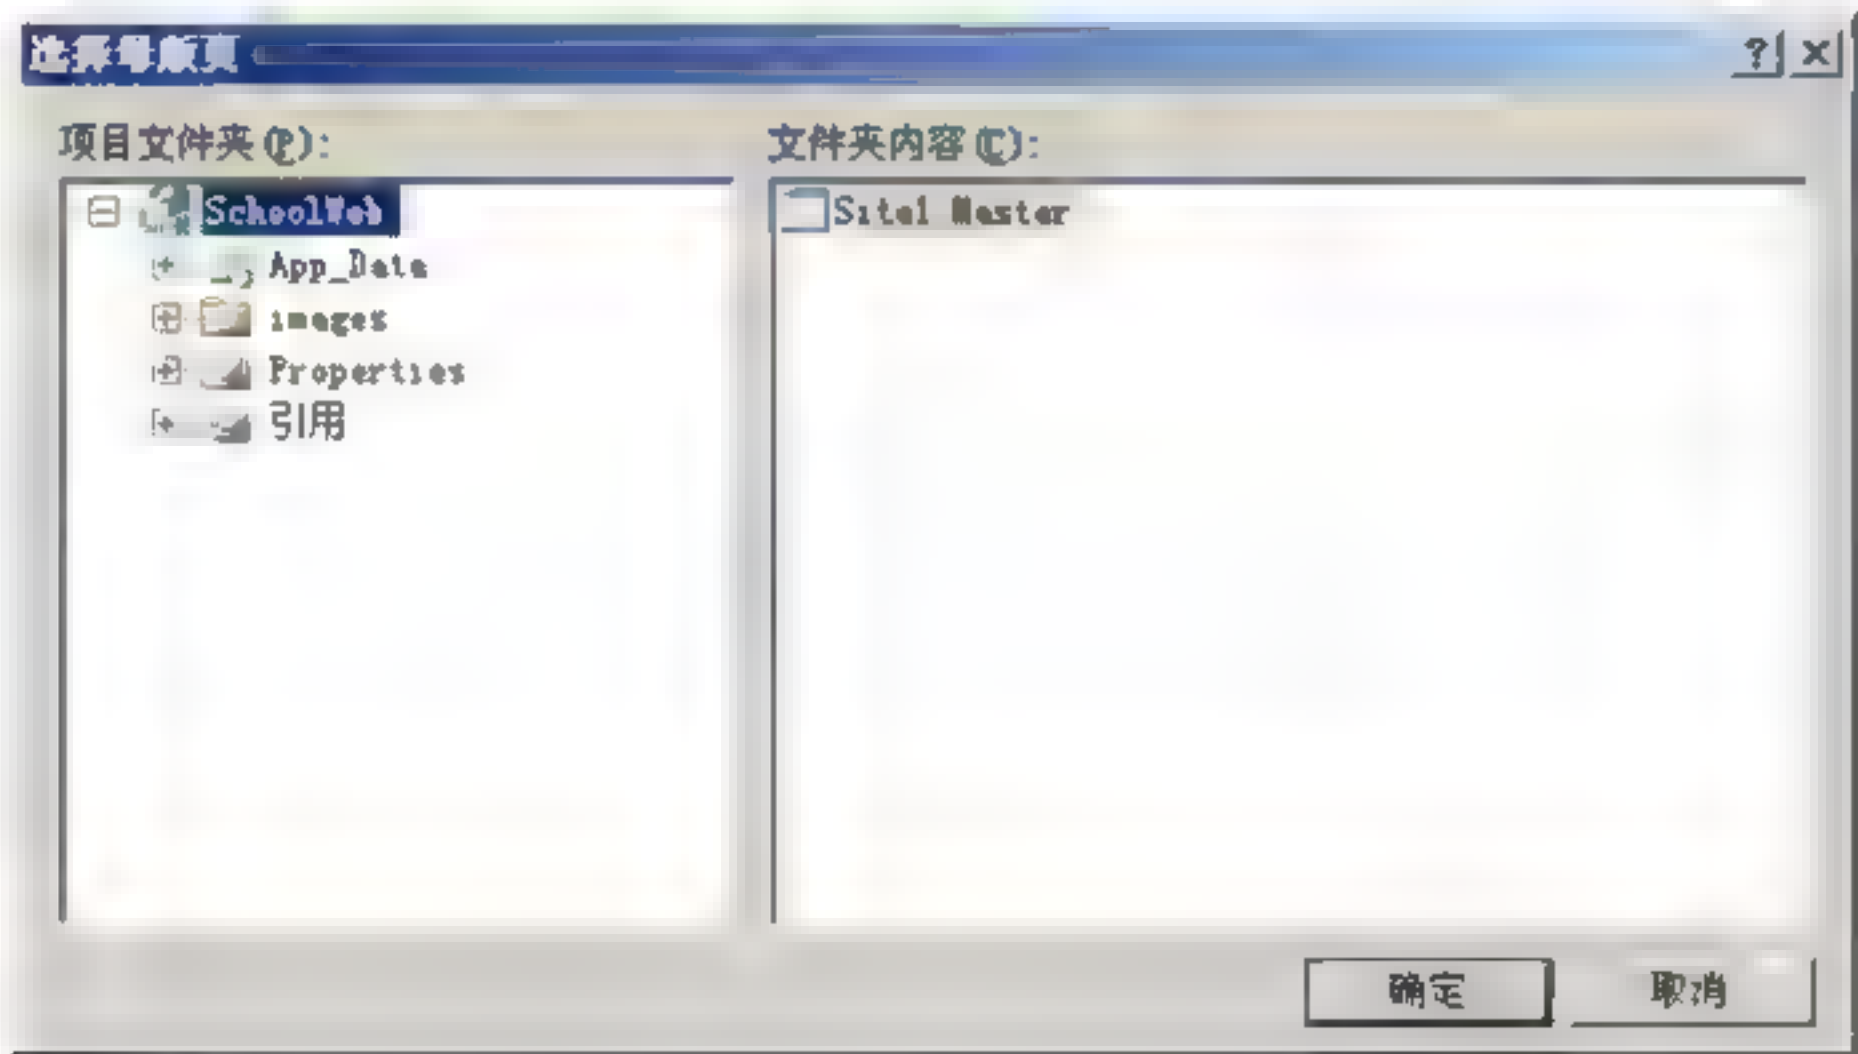 选择母版页
项目文件夹(P):
文件夹内容(C):
SchoolWeb
App_Data
images
Properties
引用
Site1.Master
确定
取消